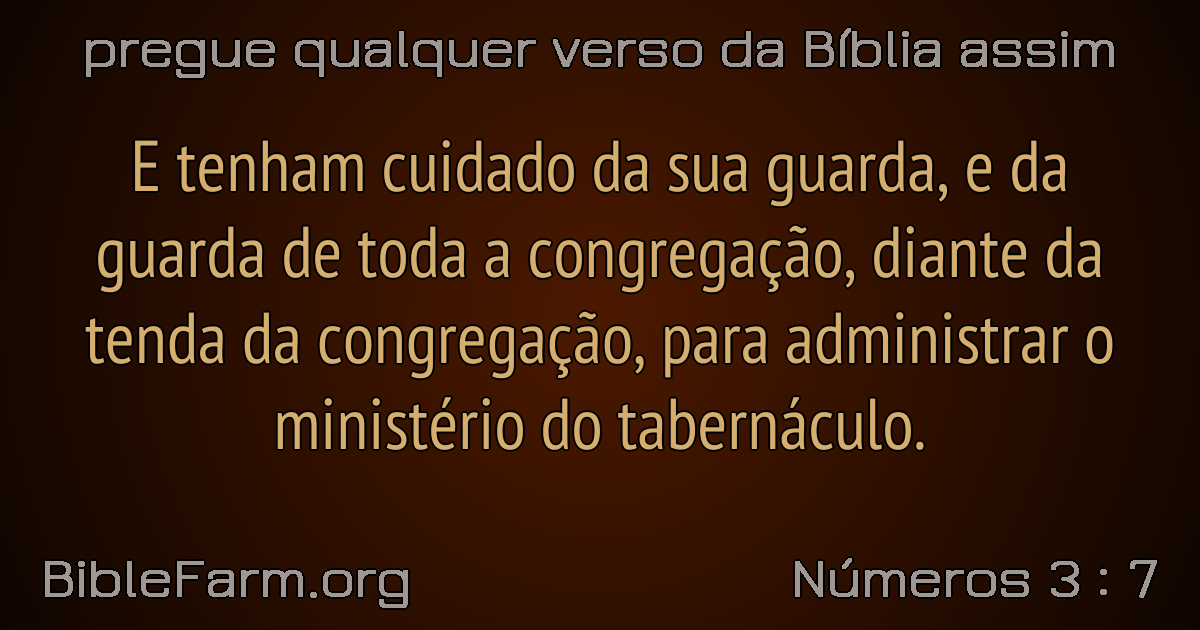 pregue qualquer verso da Bíblia assim
E tenham cuidado da sua guarda, e da
guarda de toda a congregação, diante da
tenda da congregação, para administrar o
ministério do tabernáculo.
BibleFarm.org
Números 3 : 7